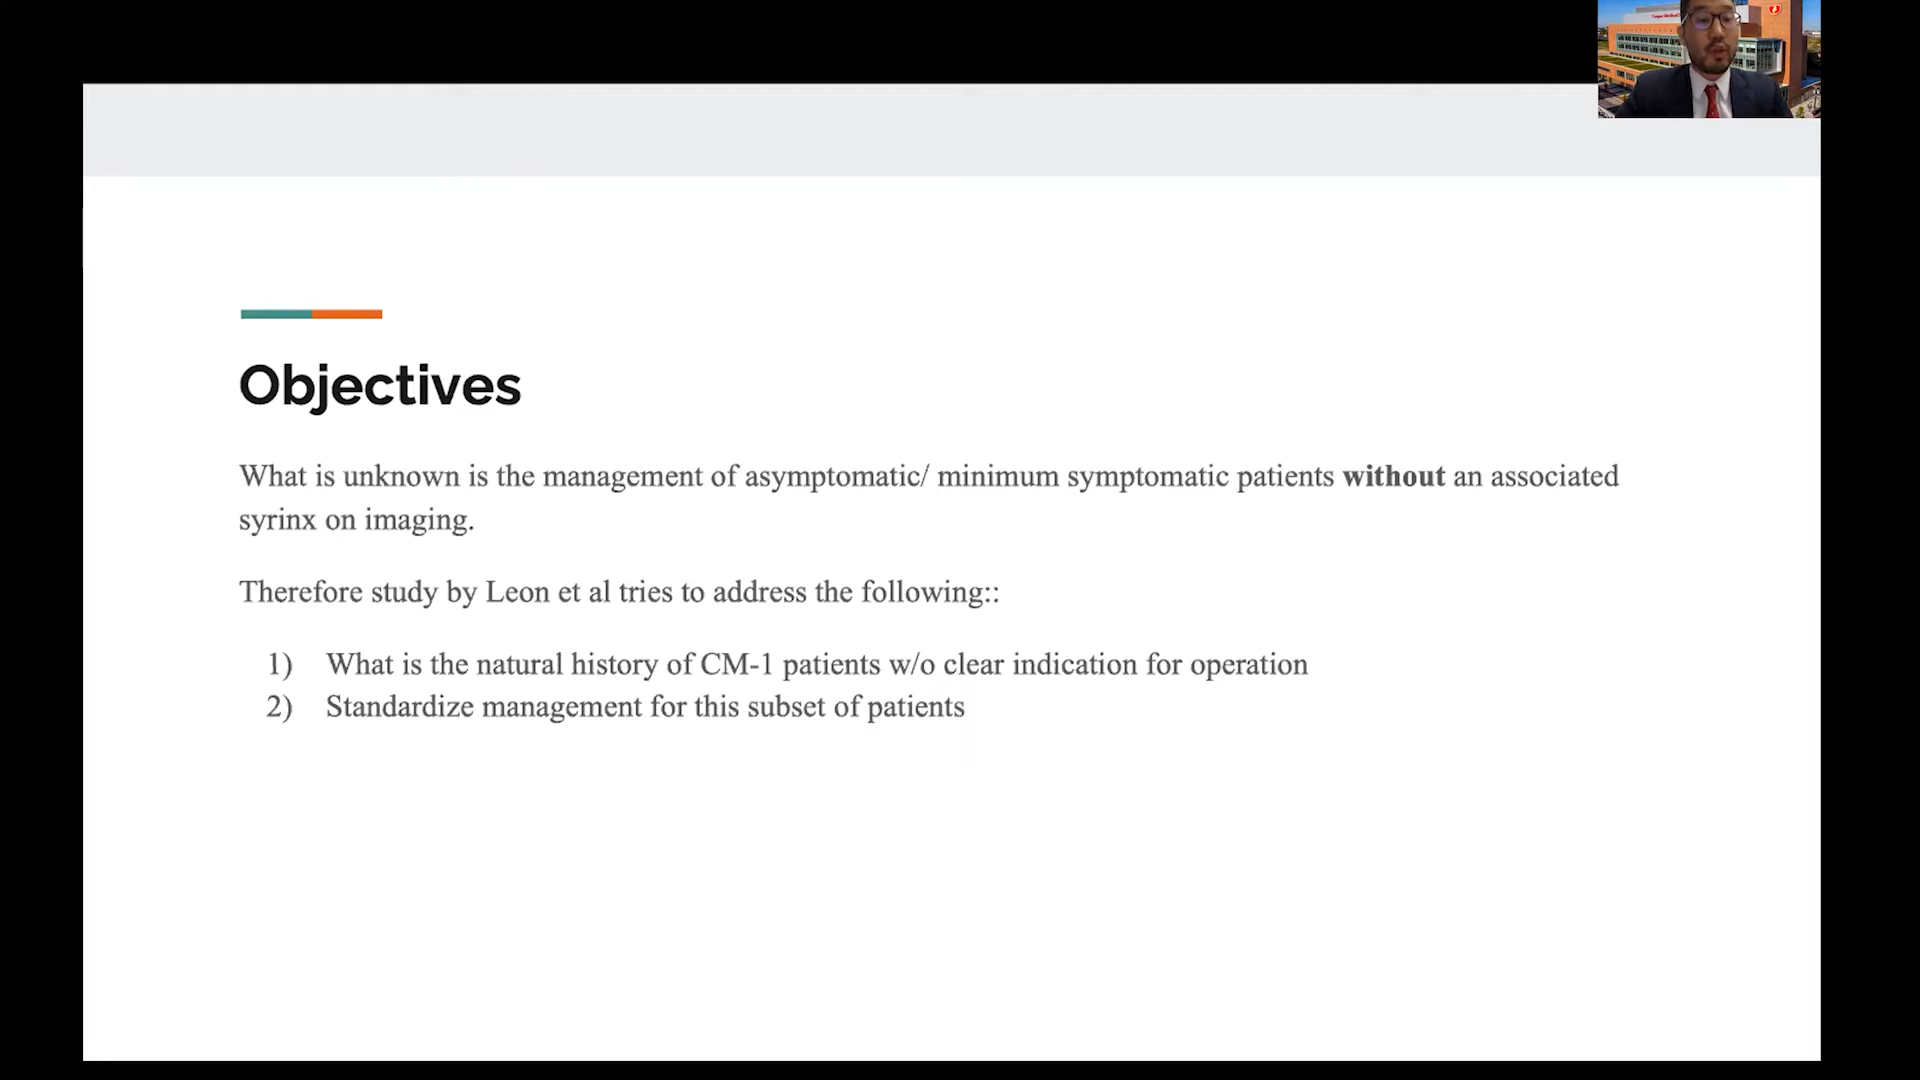 Objectives
What is unknown is the management of asymptomatic/ minimum symptomatic patients without an associated
syrinx on imaging.
Therefore study by Leon et al tries to address the following::
1) What is the natural history of CM-1 patients w/o clear indication for operation
2) Standardize management for this subset of patients